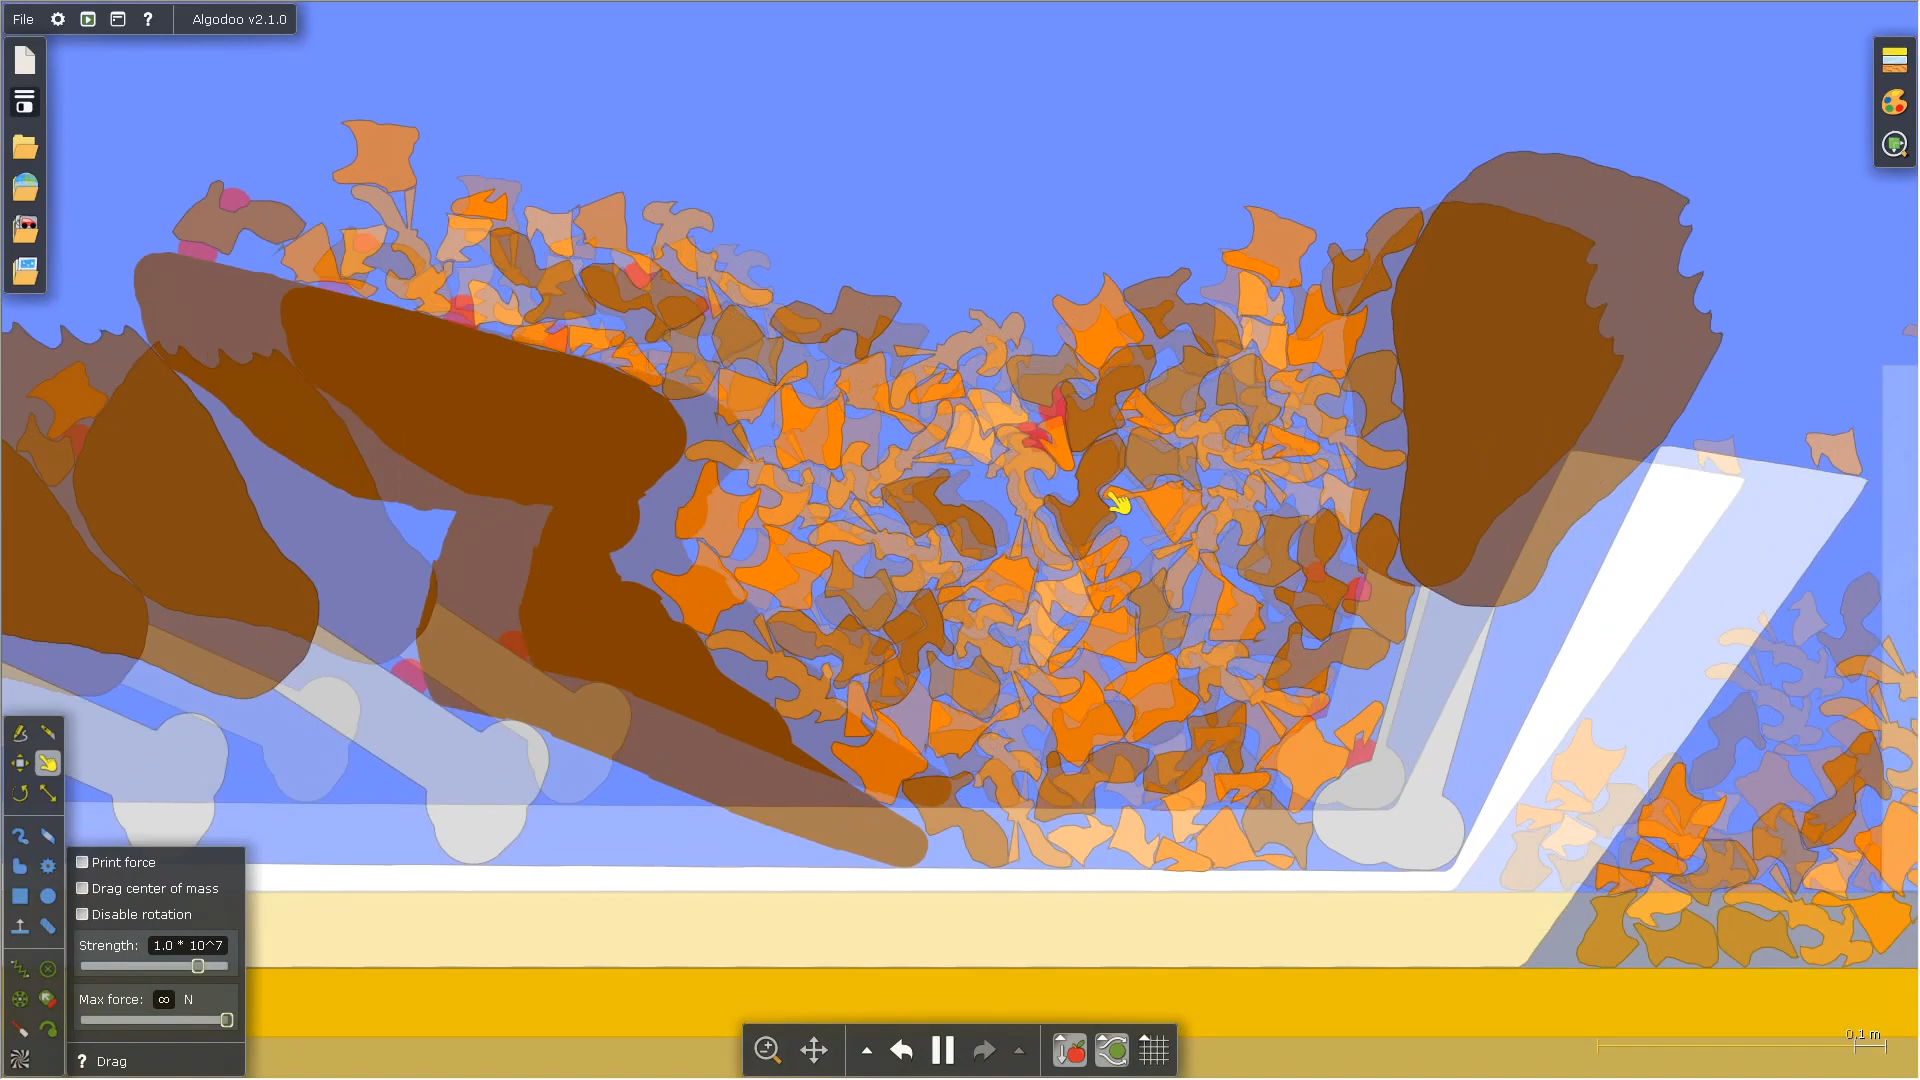 File ? Algodoo v2.1.0
Print force
Drag center of mass
Disable rotation
Strength: 1.0 * 10^7
Max force: ∞ N
? Drag
0.1 m